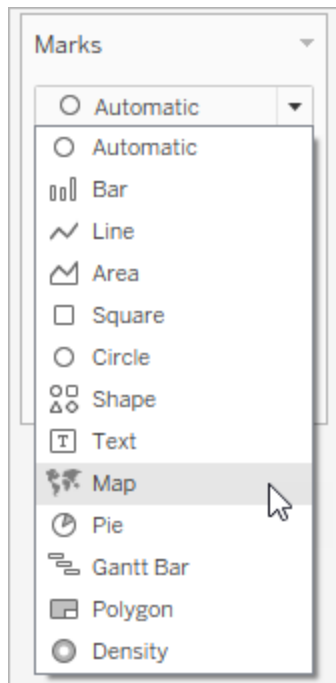 Marks
Automatic
Automatic
Bar
Line
Area
Square
Circle
Shape
T Text
Map
Pie
Gantt Bar
Polygon
Density